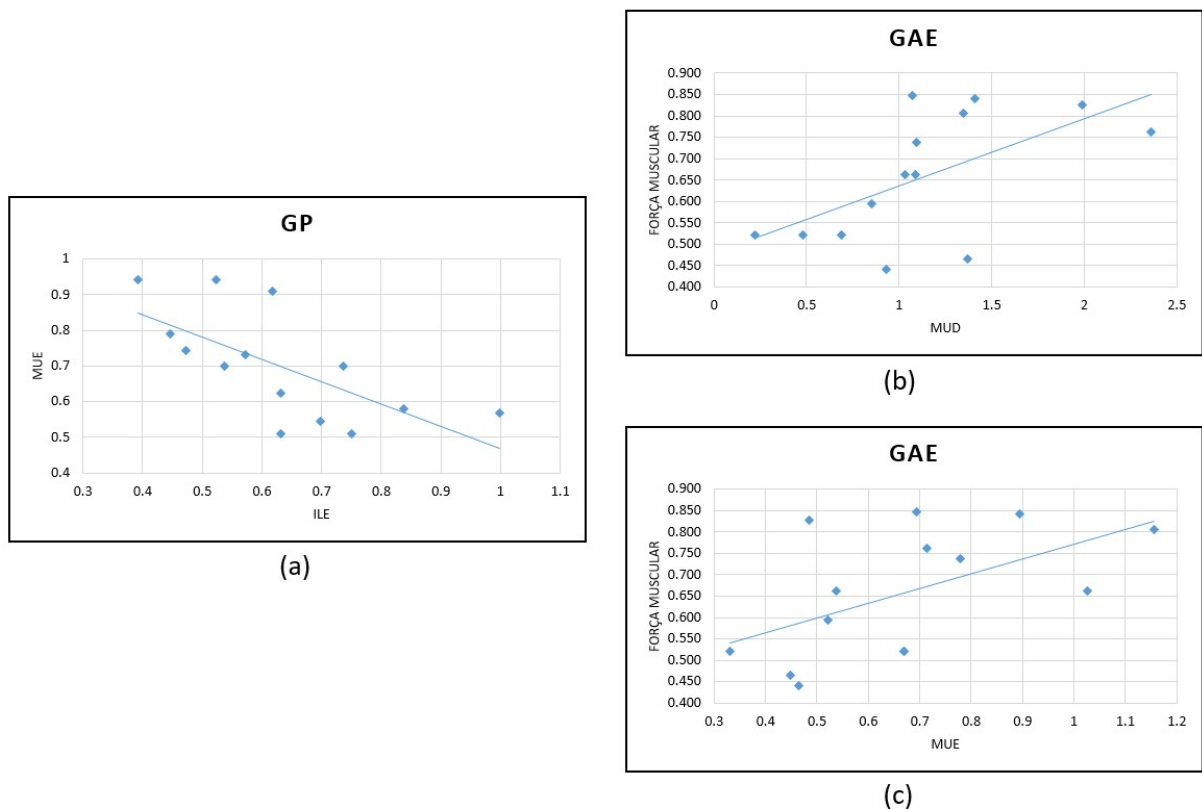 GP
1
0.9
0.8
0.7
0.6
0.5
0.4
MUE
0.3 0.4 0.5 0.6 0.7 0.8 0.9 1 1.1
ILE
(a)
GAE
0.900
0.850
0.800
0.750
0.700
0.650
0.600
0.550
0.500
0.450
0.400
FORÇA MUSCULAR
0 0.5 1 1.5 2 2.5
MUD
(b)
GAE
0.900
0.850
0.800
0.750
0.700
0.650
0.600
0.550
0.500
0.450
0.400
FORÇA MUSCULAR
0.3 0.4 0.5 0.6 0.7 0.8 0.9 1 1.1 1.2
MUE
(c)